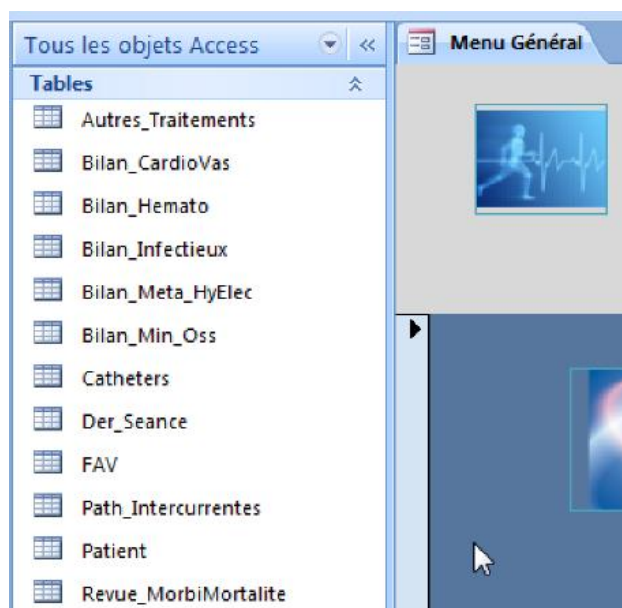 Tous les objets Access
Menu Général
Tables
Autres_Traitements
Bilan_CardioVas
Bilan_Hemato
Bilan_Infectieux
Bilan_Meta_HyElec
Bilan_Min_Oss
Catheters
Der_Seance
FAV
Path_Intercurrentes
Patient
Revue_MorbiMortalite